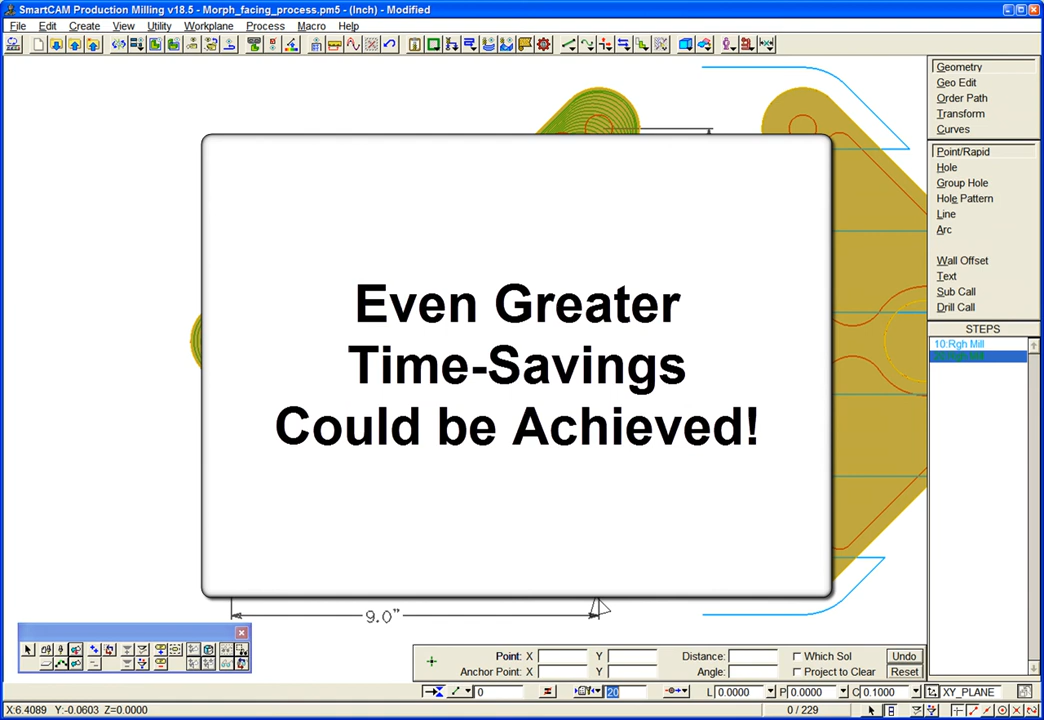 SmartCAM Production Milling v18.5 - Morph_facing_process.pm5 - (Inch) - Modified
File Edit Create View Utility Workplane Process Macro Help
Geometry
Geo Edit
Order Path
Transform
Curves
Point/Rapid
Hole
Group Hole
Hole Pattern
Line
Arc
Wall Offset
Text
Sub Call
Drill Call
STEPS
10:Rgh Mill
Even Greater
Time-Savings
Could be Achieved!
9.0"
Point: X Y Distance: Which Sol Undo
Anchor Point: X Y Angle: Project to Clear Reset
0 20 L 0.0000 P 0.0000 C 0.1000 XY_PLANE
X:6.4089 Y:-0.0603 Z=0.0000 0 / 229